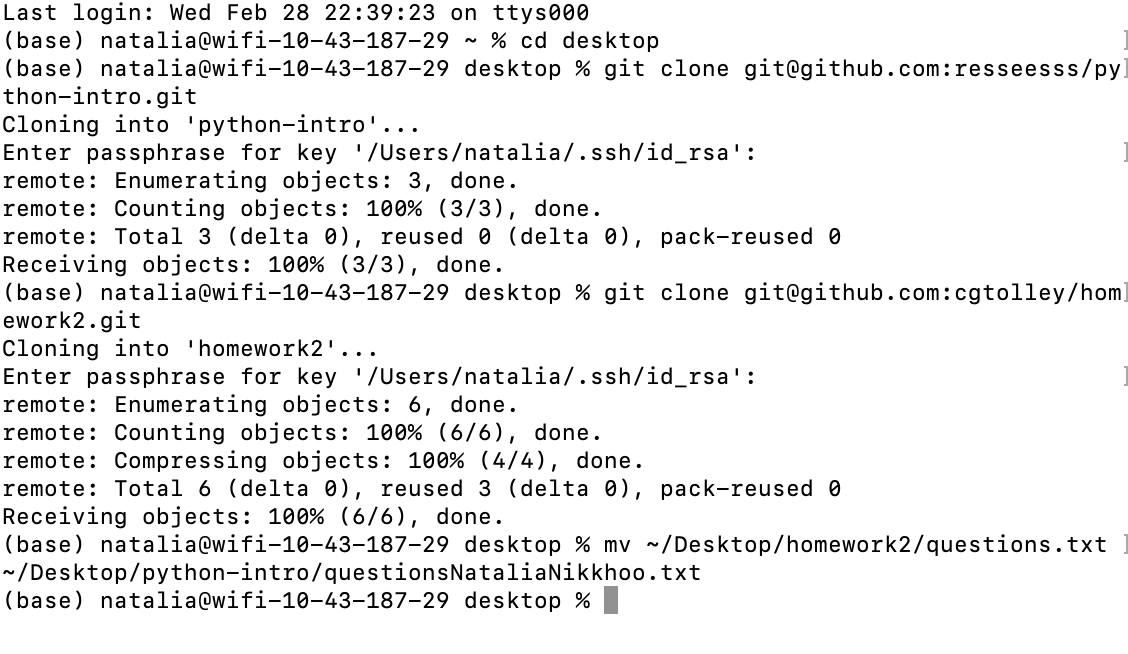 Last login: Wed Feb 28 22:39:23 on ttys000
(base) natalia@wifi-10-43-187-29 ~ % cd desktop
(base) natalia@wifi-10-43-187-29 desktop % git clone git@github.com:resseesss/py
thon-intro.git
Cloning into 'python-intro'...
Enter passphrase for key '/Users/natalia/.ssh/id_rsa':
remote: Enumerating objects: 3, done.
remote: Counting objects: 100% (3/3), done.
remote: Total 3 (delta 0), reused 0 (delta 0), pack-reused 0
Receiving objects: 100% (3/3), done.
(base) natalia@wifi-10-43-187-29 desktop % git clone git@github.com:cgtolley/hom
ework2.git
Cloning into 'homework2'...
Enter passphrase for key '/Users/natalia/.ssh/id_rsa':
remote: Enumerating objects: 6, done.
remote: Counting objects: 100% (6/6), done.
remote: Compressing objects: 100% (4/4), done.
remote: Total 6 (delta 0), reused 3 (delta 0), pack-reused 0
Receiving objects: 100% (6/6), done.
(base) natalia@wifi-10-43-187-29 desktop % mv ~/Desktop/homework2/questions.txt
~/Desktop/python-intro/questionsNataliaNikkhoo.txt
(base) natalia@wifi-10-43-187-29 desktop %